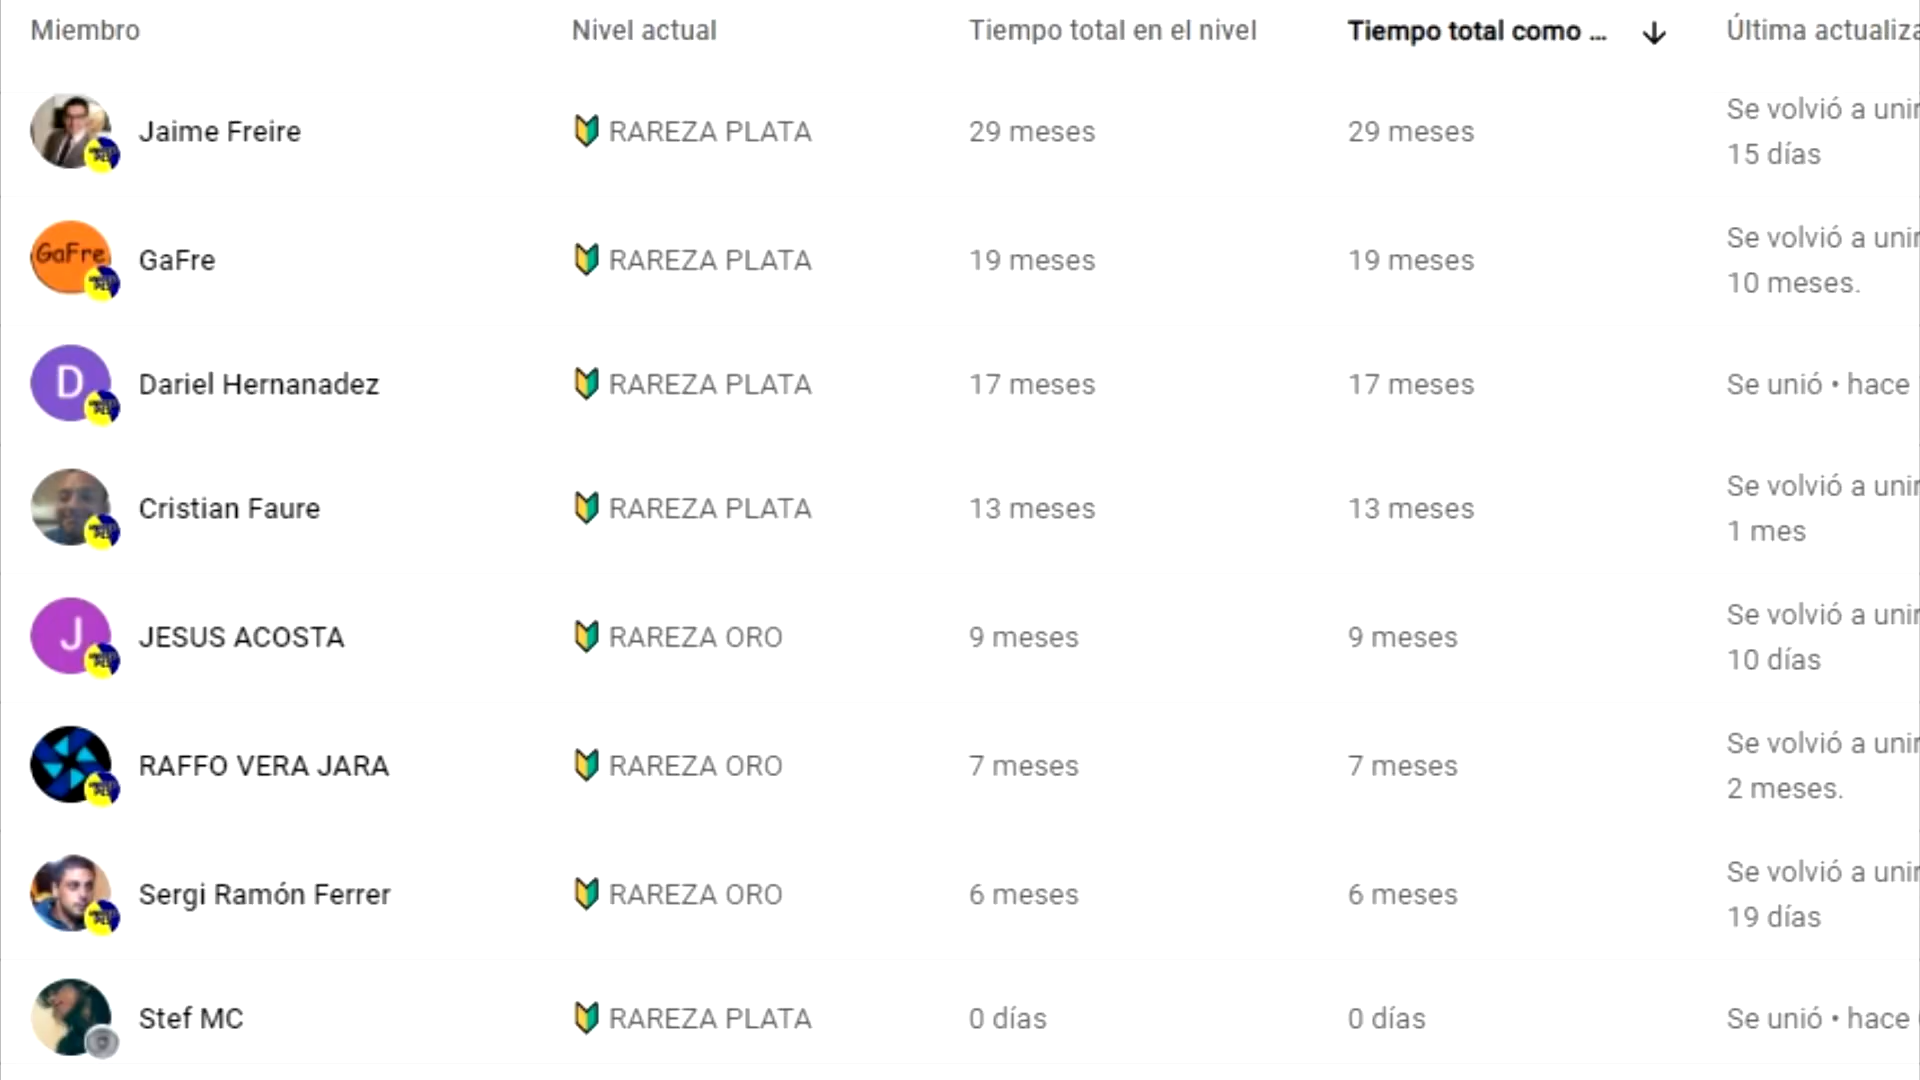 Miembro Nivel actual Tiempo total en el nivel Tiempo total como ... Última actualiza
Jaime Freire RAREZA PLATA 29 meses 29 meses Se volvió a unir
15 días
GaFre GaFre RAREZA PLATA 19 meses 19 meses Se volvió a unir
10 meses.
D Dariel Hernanadez RAREZA PLATA 17 meses 17 meses Se unió • hace
Cristian Faure RAREZA PLATA 13 meses 13 meses Se volvió a unir
1 mes
J JESUS ACOSTA RAREZA ORO 9 meses 9 meses Se volvió a unir
10 días
RAFFO VERA JARA RAREZA ORO 7 meses 7 meses Se volvió a unir
2 meses.
Sergi Ramón Ferrer RAREZA ORO 6 meses 6 meses Se volvió a unir
19 días
Stef MC RAREZA PLATA 0 días 0 días Se unió • hace